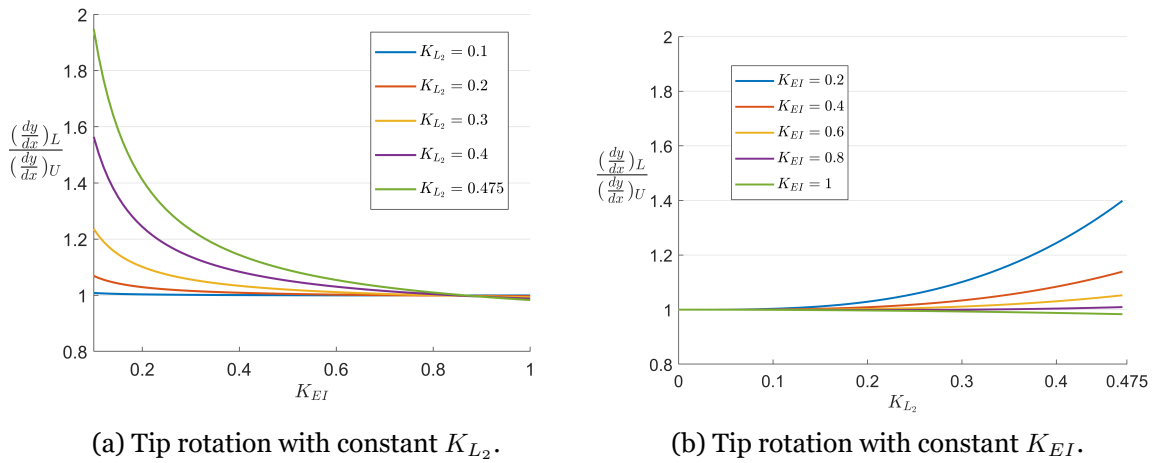 2
1.8
1.6
1.4
1.2
1
0.8
(dy/dx)_L
(dy/dx)_U
K_{L_2} = 0.1
K_{L_2} = 0.2
K_{L_2} = 0.3
K_{L_2} = 0.4
K_{L_2} = 0.475
0.2 0.4 0.6 0.8 1
K_{EI}
(a) Tip rotation with constant K_{L_2}.
2
1.8
1.6
1.4
1.2
1
0.8
(dy/dx)_L
(dy/dx)_U
K_{EI} = 0.2
K_{EI} = 0.4
K_{EI} = 0.6
K_{EI} = 0.8
K_{EI} = 1
0 0.1 0.2 0.3 0.4 0.475
K_{L_2}
(b) Tip rotation with constant K_{EI}.